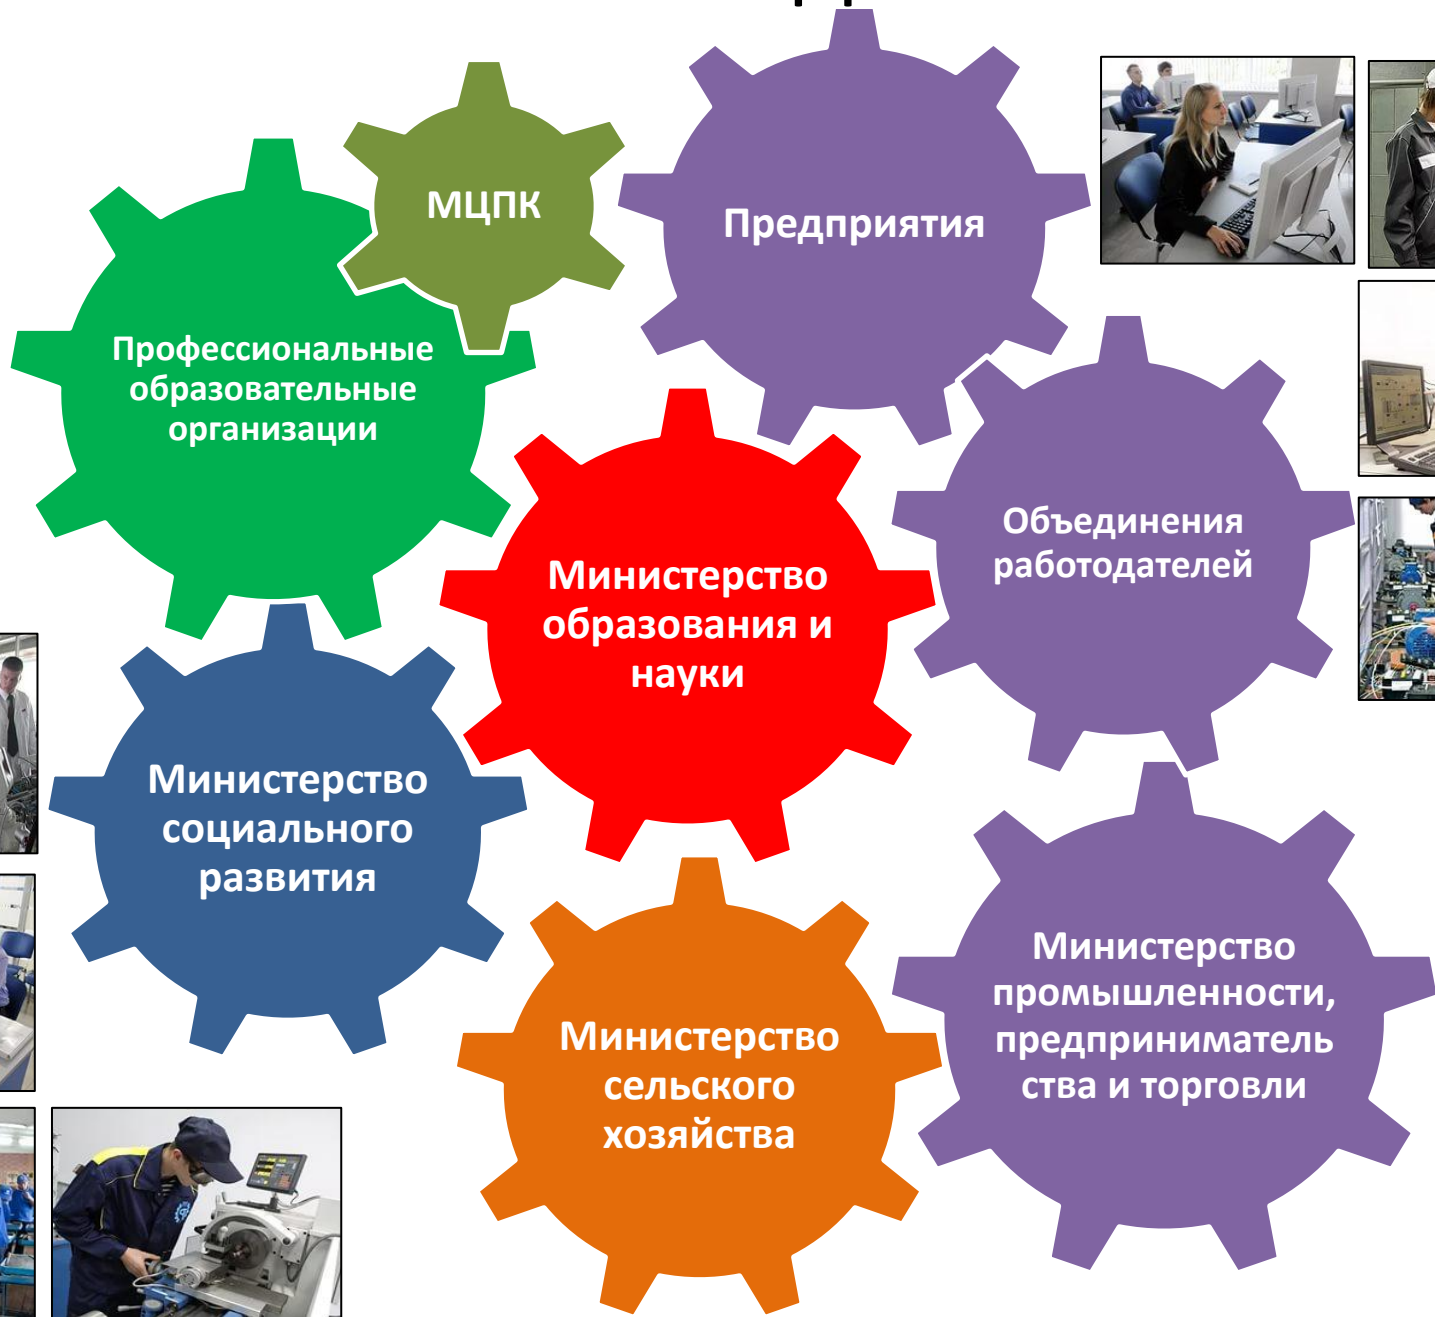 МЦПК
Предприятия
Профессиональные
образовательные
организации
Объединения
работодателей
Министерство
образования и
науки
Министерство
социального
развития
Министерство
промышленности,
предприниматель
ства и торговли
Министерство
сельского
хозяйства